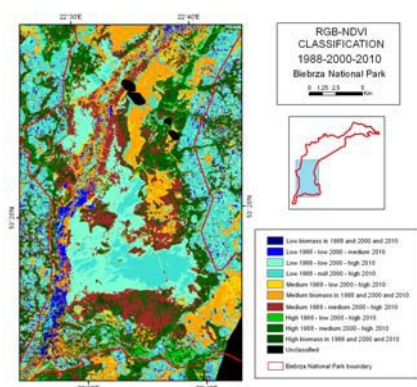 22°30'
22°40'
RGB-NDVI
CLASSIFICATION
1988-2000-2010
Biebrza National Park
0 1.25 2.5 5
Km
53°20'N
53°20'N
Low biomass in 1988 and 2000 and 2010
Low 1988 - low 2000 - medium 2010
Low 1988 - low 2000 - high 2010
Low 1988 - null 2000 - high 2010
Medium 1988 - low 2000 - high 2010
Medium biomass in 1988 and 2000 and 2010
Medium 1988 - medium 2000 - high 2010
High 1988 - low 2000 - high 2010
High 1988 - medium 2000 - high 2010
High biomass in 1988 and 2000 and 2010
Unclassified
Biebrza National Park boundary